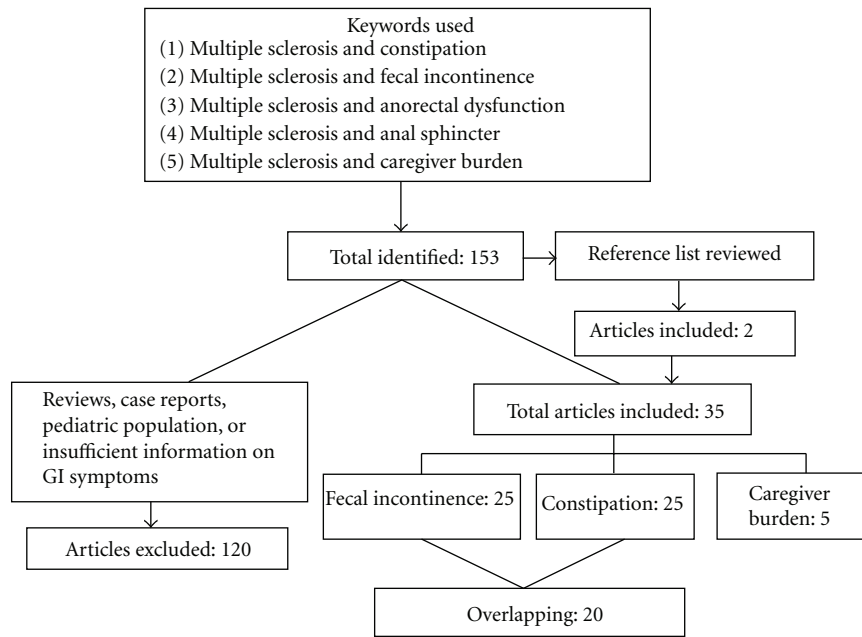 Keywords used
(1) Multiple sclerosis and constipation
(2) Multiple sclerosis and fecal incontinence
(3) Multiple sclerosis and anorectal dysfunction
(4) Multiple sclerosis and anal sphincter
(5) Multiple sclerosis and caregiver burden
Total identified: 153
Reference list reviewed
Articles included: 2
Reviews, case reports,
pediatric population, or
insufficient information on
GI symptoms
Total articles included: 35
Fecal incontinence: 25
Constipation: 25
Caregiver
burden: 5
Articles excluded: 120
Overlapping: 20